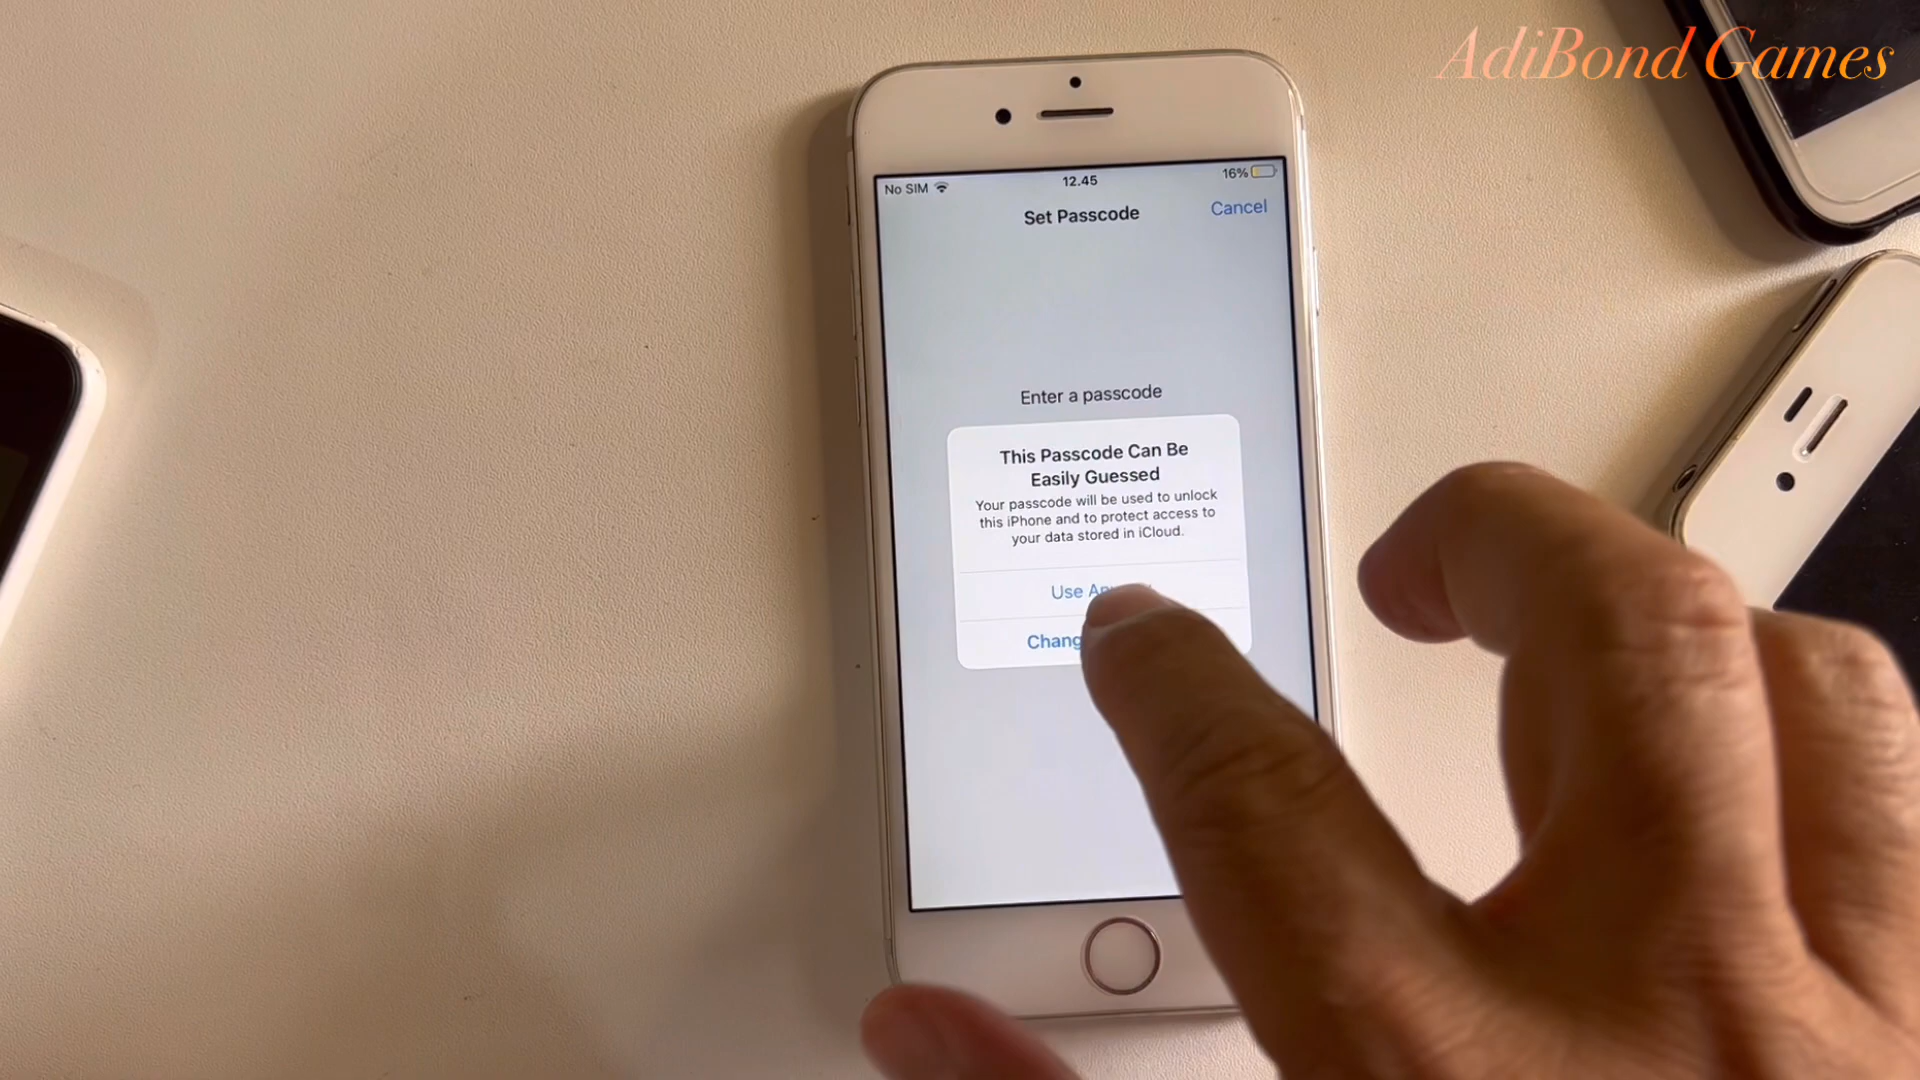 AdiBond Games
No SIM 12.45 16%
Set Passcode Cancel
Enter a passcode
This Passcode Can Be
Easily Guessed
Your passcode will be used to unlock
this iPhone and to protect access to
your data stored in iCloud.
Use